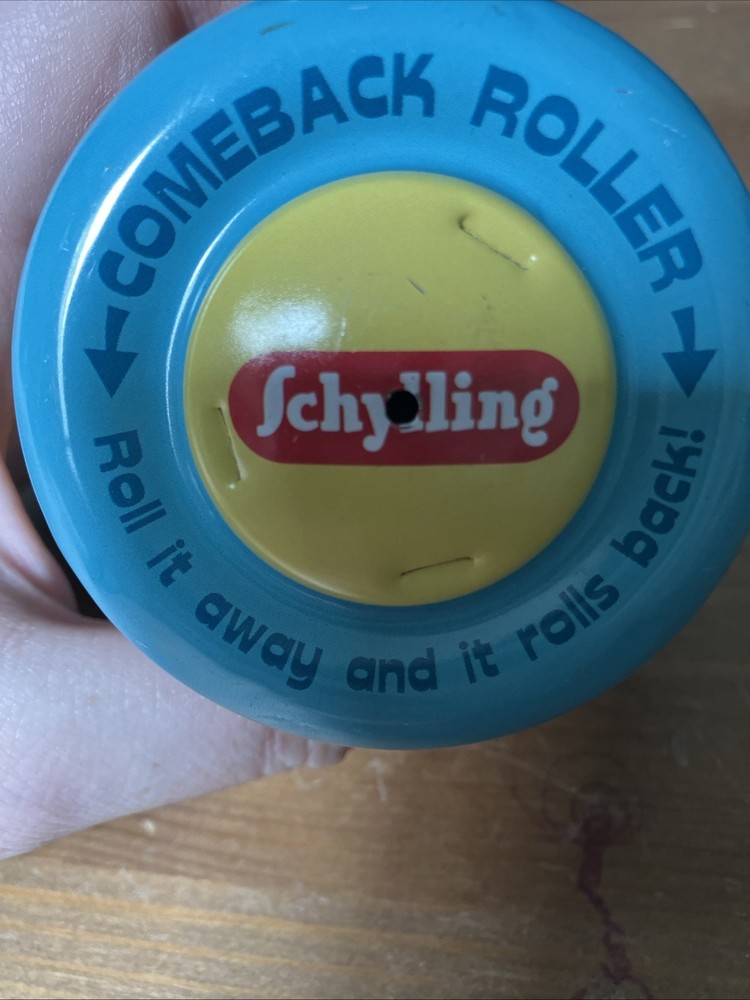 COMEBACK ROLLER
Schylling
Roll it away and it rolls back!